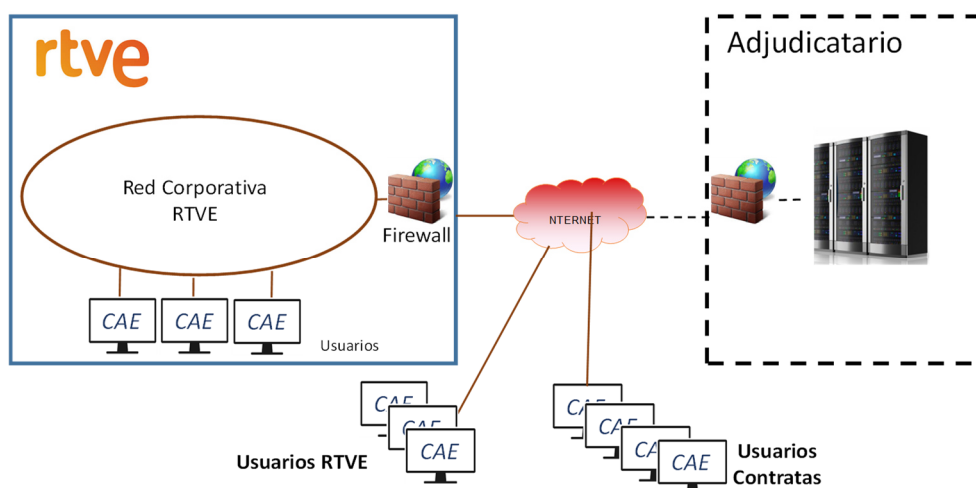 rtve
Adjudicatario
Red Corporativa
RTVE
Firewall
NTERNET
CAE
CAE
CAE
Usuarios
CAE
CAE
CAE
Usuarios RTVE
CAE
CAE
CA
CAE
Usuarios
Contratas